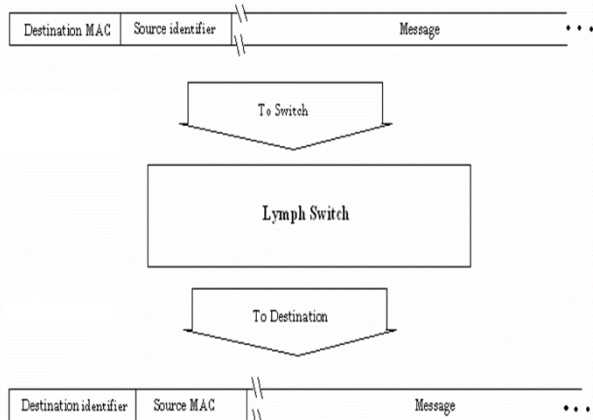 Destination MAC Source identifier Message • • •
To Switch
Lymph Switch
To Destination
Destination identifier Source MAC Message • • •